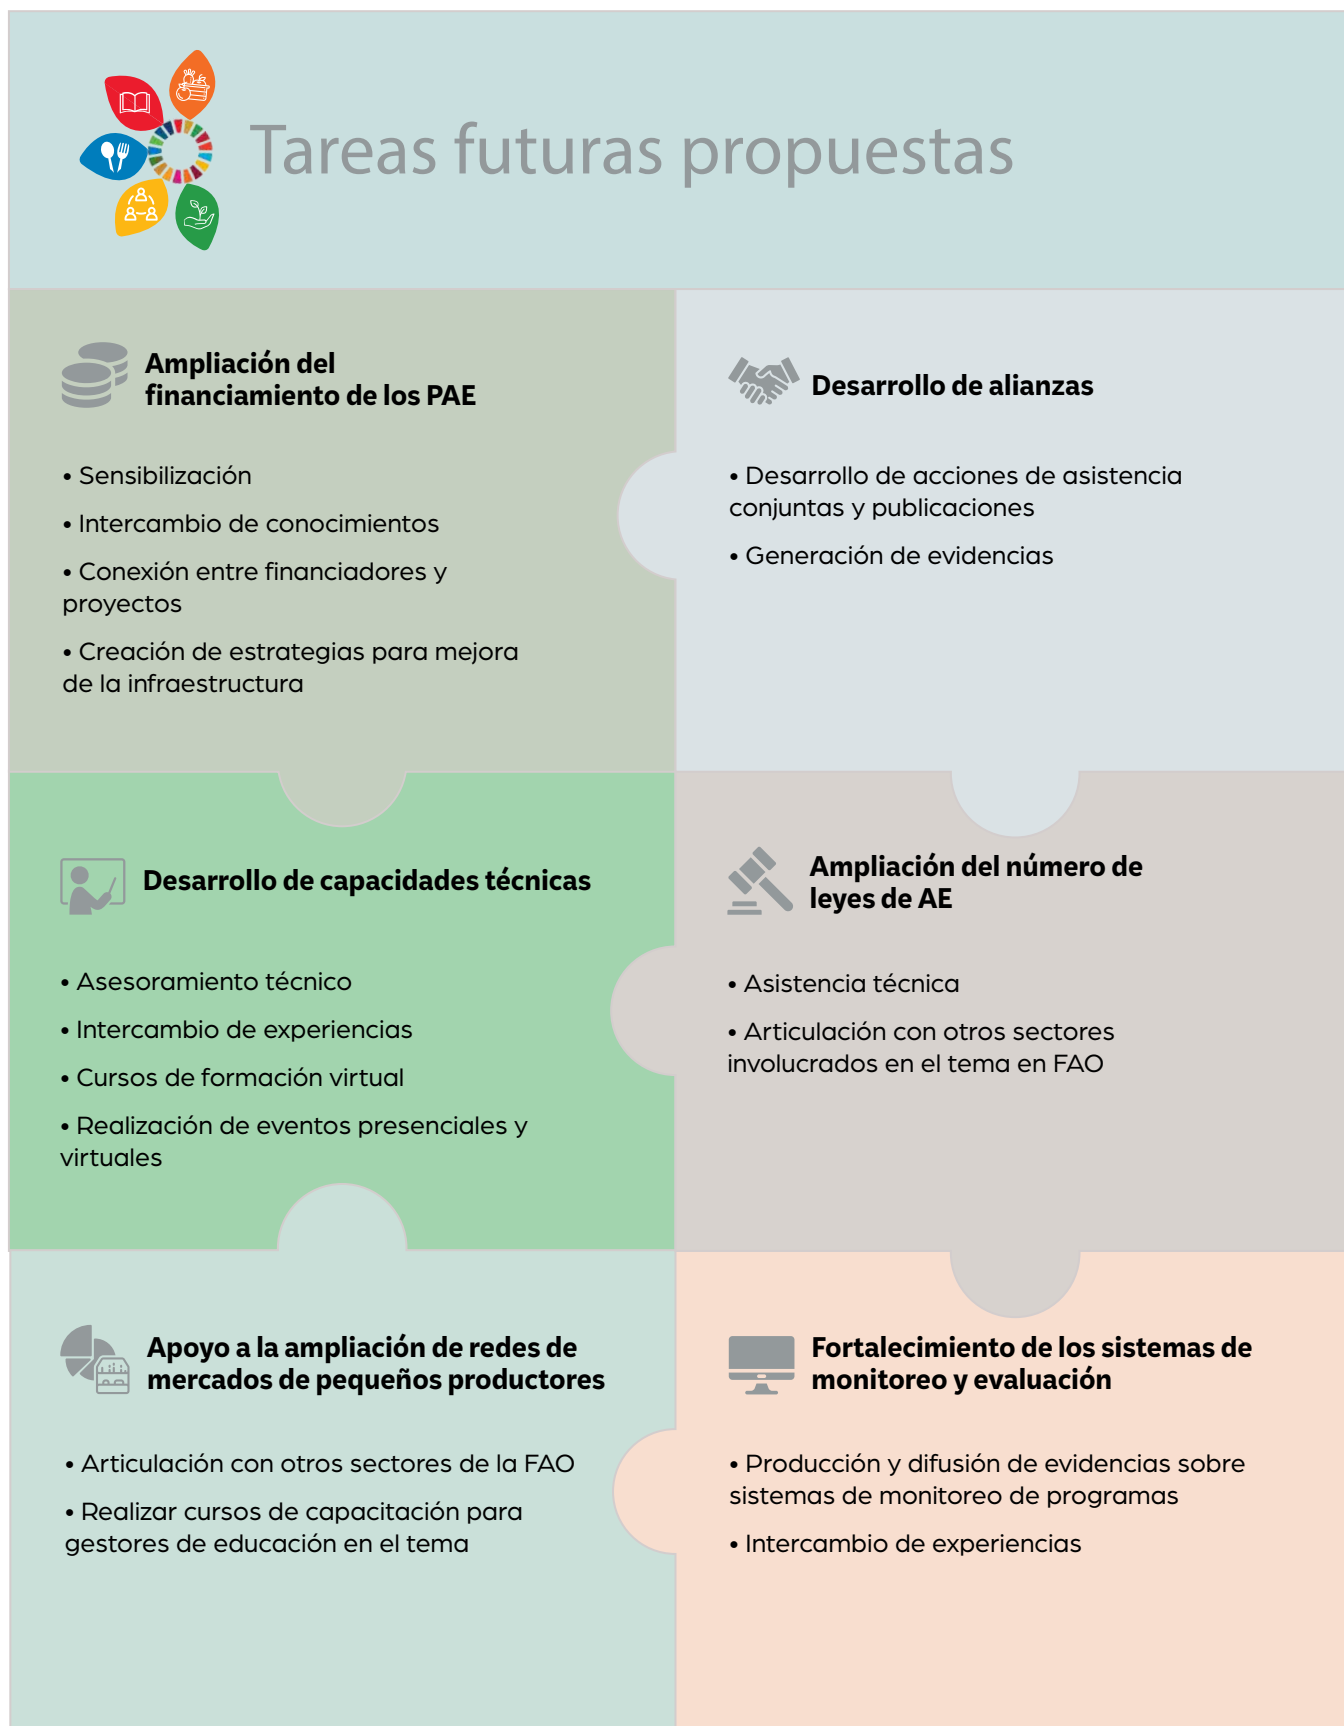 Tareas futuras propuestas
Ampliación del
financiamiento de los PAE
• Sensibilización
• Intercambio de conocimientos
• Conexión entre financiadores y
proyectos
• Creación de estrategias para mejora
de la infraestructura
Desarrollo de alianzas
• Desarrollo de acciones de asistencia
conjuntas y publicaciones
• Generación de evidencias
Desarrollo de capacidades técnicas
• Asesoramiento técnico
• Intercambio de experiencias
• Cursos de formación virtual
• Realización de eventos presenciales y
virtuales
Ampliación del número de
leyes de AE
• Asistencia técnica
• Articulación con otros sectores
involucrados en el tema en FAO
Apoyo a la ampliación de redes de
mercados de pequeños productores
• Articulación con otros sectores de la FAO
• Realizar cursos de capacitación para
gestores de educación en el tema
Fortalecimiento de los sistemas de
monitoreo y evaluación
• Producción y difusión de evidencias sobre
sistemas de monitoreo de programas
• Intercambio de experiencias